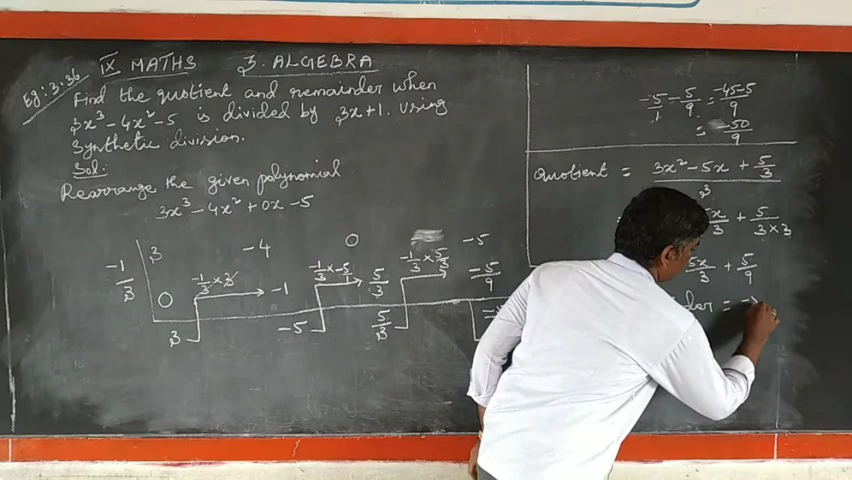 Eg: 3.36
IX MATHS 3. ALGEBRA
Find the quotient and remainder when
3x³ - 4x² - 5 is divided by 3x+1. Using
Synthetic division.
Sol:
Rearrange the given polynomial
3x³ - 4x² + 0x - 5
-1/3 | 3 -4 0 -5
0 -1/3 × 3 -1 -1/3 × -5/1 5/3 -1/3 × 5/3 -5/9
3 -5 5/3
-5/1 - 5/9 = -45-5/9
= -50/9
Quotient = 3x² - 5x + 5/3
3
/3 + 5/3×3
5x/3 + 5/9
der = -